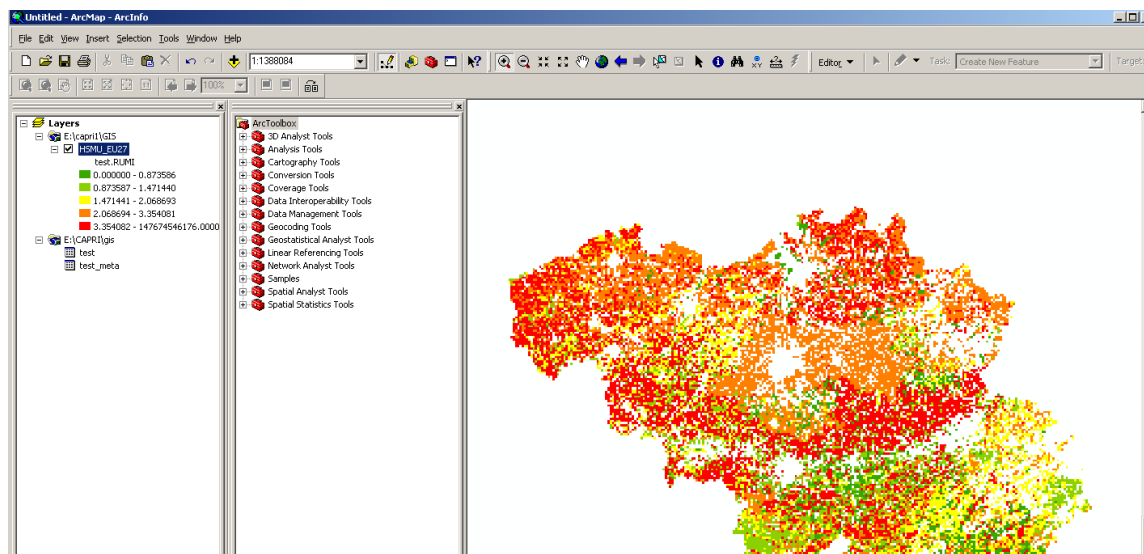 Untitled - ArcMap - ArcInfo
File Edit View Insert Selection Tools Window Help
1:1388084
Editor
Task: Create New Feature
Target:
100%
Layers
E:\capri1\GIS
HSMU_EU27
test.RUMI
0.000000 - 0.873586
0.873587 - 1.471440
1.471441 - 2.068693
2.068694 - 3.354081
3.354082 - 147674546176.0000
E:\CAPRI\gis
test
test_meta
ArcToolbox
3D Analyst Tools
Analysis Tools
Cartography Tools
Conversion Tools
Coverage Tools
Data Interoperability Tools
Data Management Tools
Geocoding Tools
Geostatistical Analyst Tools
Linear Referencing Tools
Network Analyst Tools
Samples
Spatial Analyst Tools
Spatial Statistics Tools